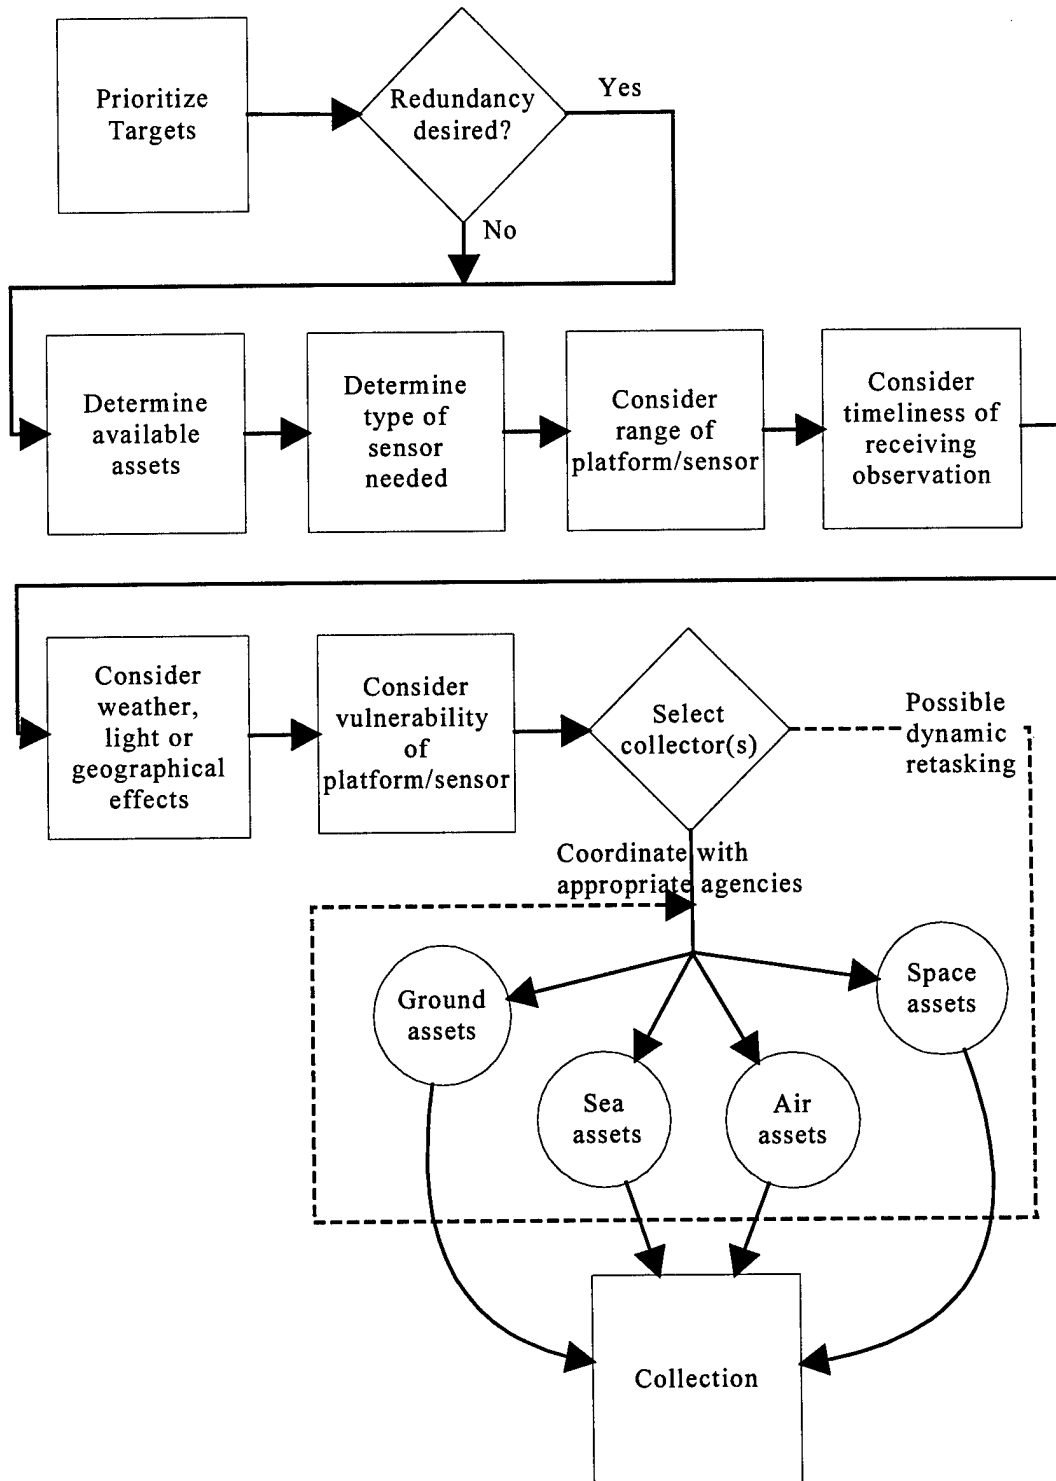 Prioritize
Targets
Redundancy
desired?
Yes
No
Determine
available
assets
Determine
type of
sensor
needed
Consider
range of
platform/sensor
Consider
timeliness of
receiving
observation
Consider
weather,
light or
geographical
effects
Consider
vulnerability
of
platform/sensor
Select
collector(s)
Possible
dynamic
retasking
Coordinate with
appropriate agencies
Ground
assets
Sea
assets
Air
assets
Space
assets
Collection